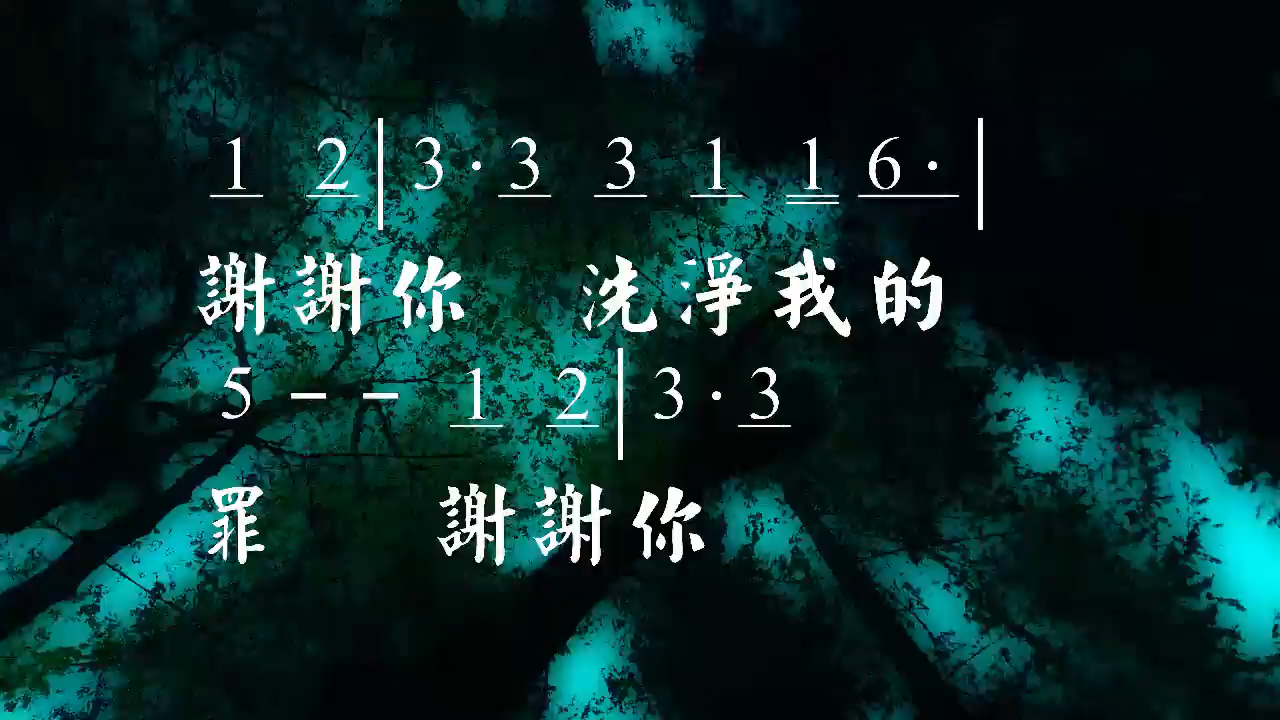 1 2 | 3 · 3 3 1 1 6 · |
謝謝你 洗淨我的
5 – – 1 2 | 3 · 3
罪 謝謝你